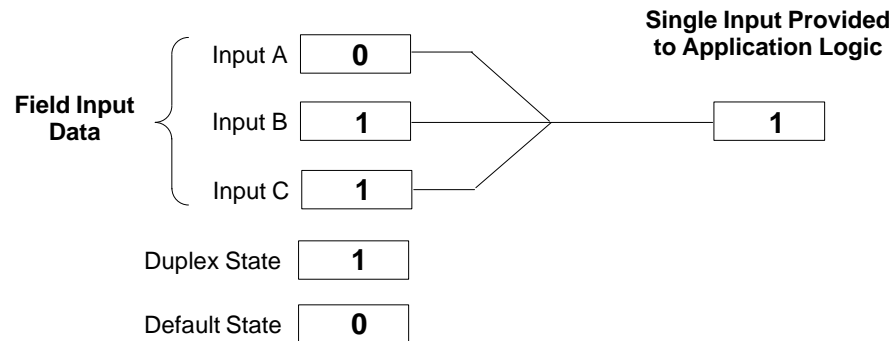 Single Input Provided
to Application Logic
Field Input
Data
Input A 0
Input B 1
1
Input C 1
Duplex State 1
Default State 0